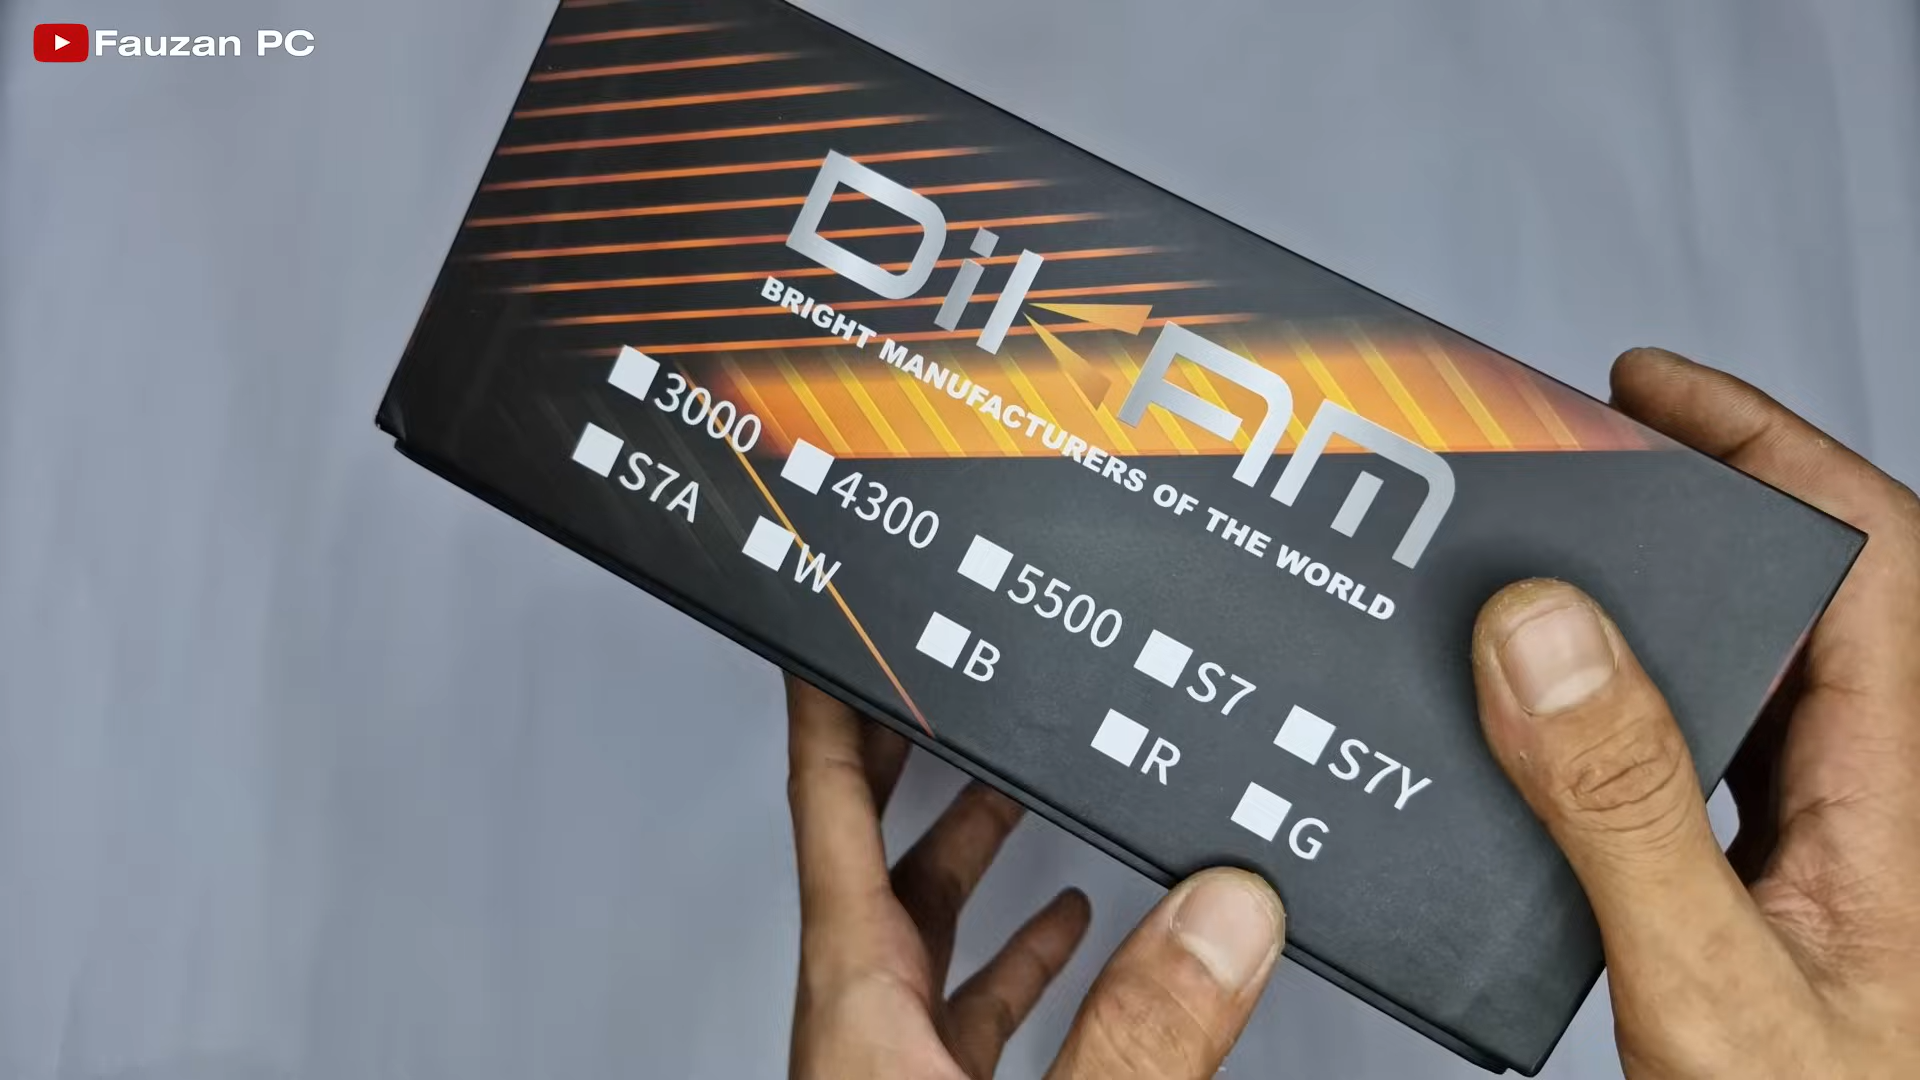 Fauzan PC
DilAM
BRIGHT MANUFACTURERS OF THE WORLD
3000 4300 5500 S7 S7Y
S7A W B R G